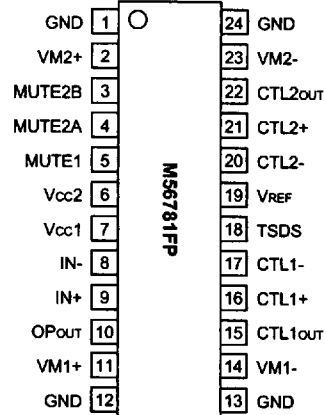 GND 1 24 GND
VM2+ 2 23 VM2-
MUTE2B 3 22 CTL2OUT
MUTE2A 4 21 CTL2+
MUTE1 5 20 CTL2-
Vcc2 6 19 VREF
Vcc1 7 18 TSDS
IN- 8 17 CTL1-
IN+ 9 16 CTL1+
OPOUT 10 15 CTL1OUT
VM1+ 11 14 VM1-
GND 12 13 GND
M56781FP